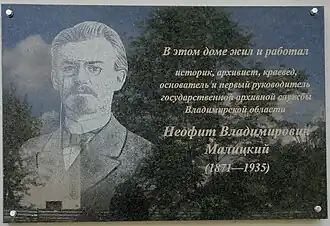 В этом доме жил и работал
историк, архивист, краевед,
основатель и первый руководитель
государственной архивной службы
Владимирской области
Неофит Владимирович
Малицкий
(1871—1935)